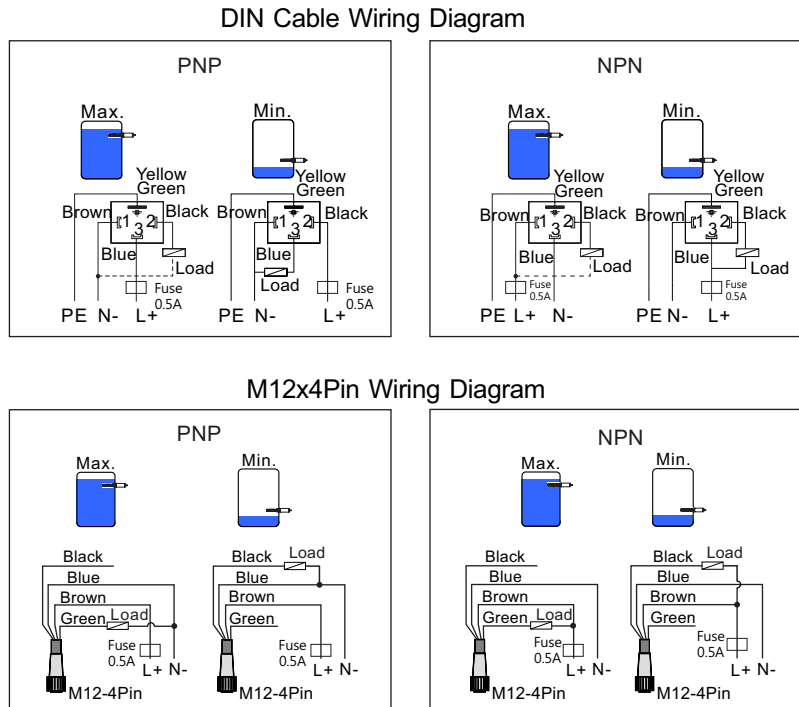 DIN Cable Wiring Diagram
PNP
Max.
Min.
Yellow
Green
Brown
1 2
3
Black
Blue
Load
Fuse
0.5A
PE N- L+
Yellow
Green
Brown
1 2
3
Black
Blue
Load
Fuse
0.5A
PE N- L+
NPN
Max.
Min.
Yellow
Green
Brown
1 2
3
Black
Blue
Load
Fuse
0.5A
PE L+ N-
Yellow
Green
Brown
1 2
3
Black
Blue
Load
Fuse
0.5A
PE N- L+
M12x4Pin Wiring Diagram
PNP
Max.
Min.
Black
Blue
Brown
Green Load
Fuse
0.5A
L+ N-
M12-4Pin
Black Load
Blue
Brown
Green
Fuse
0.5A
L+ N-
M12-4Pin
NPN
Max.
Min.
Black
Blue
Brown
Green Load
Fuse
0.5A
L+ N-
M12-4Pin
Black Load
Blue
Brown
Green
Fuse
0.5A
L+ N-
M12-4Pin